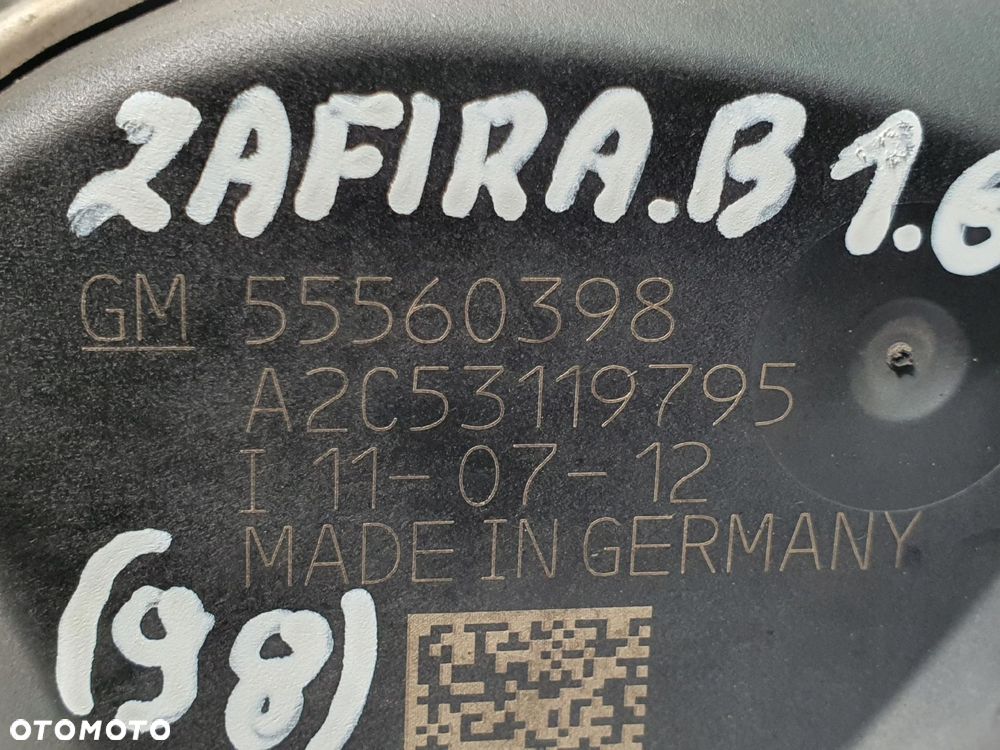 ZAFIRA.B 1.6
GM 55560398
A2C53119795
I 11-07-12
MADE IN GERMANY
(98)
OTOMOTO